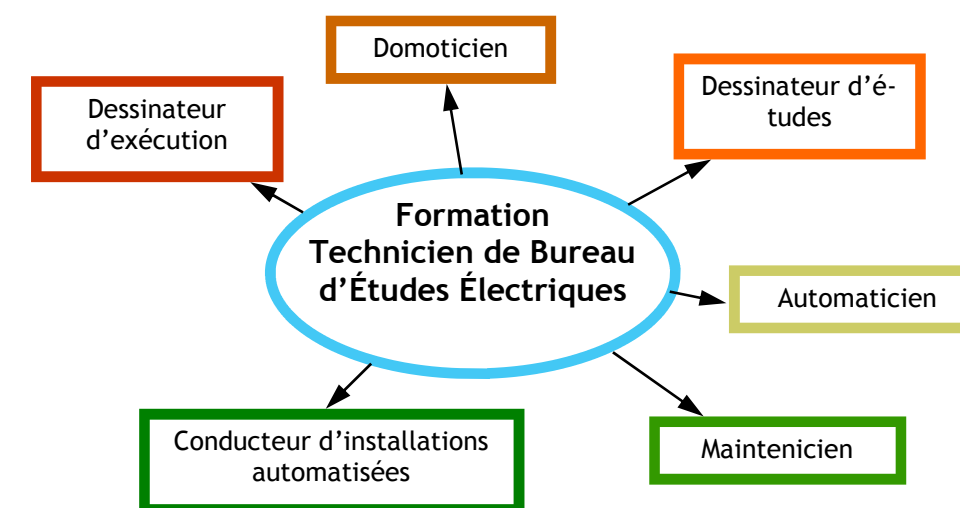 Domoticien
Dessinateur
d'exécution
Dessinateur d'é-
tudes
Formation
Technicien de Bureau
d'Études Électriques
Automaticien
Conducteur d'installations
automatisées
Maintenicien